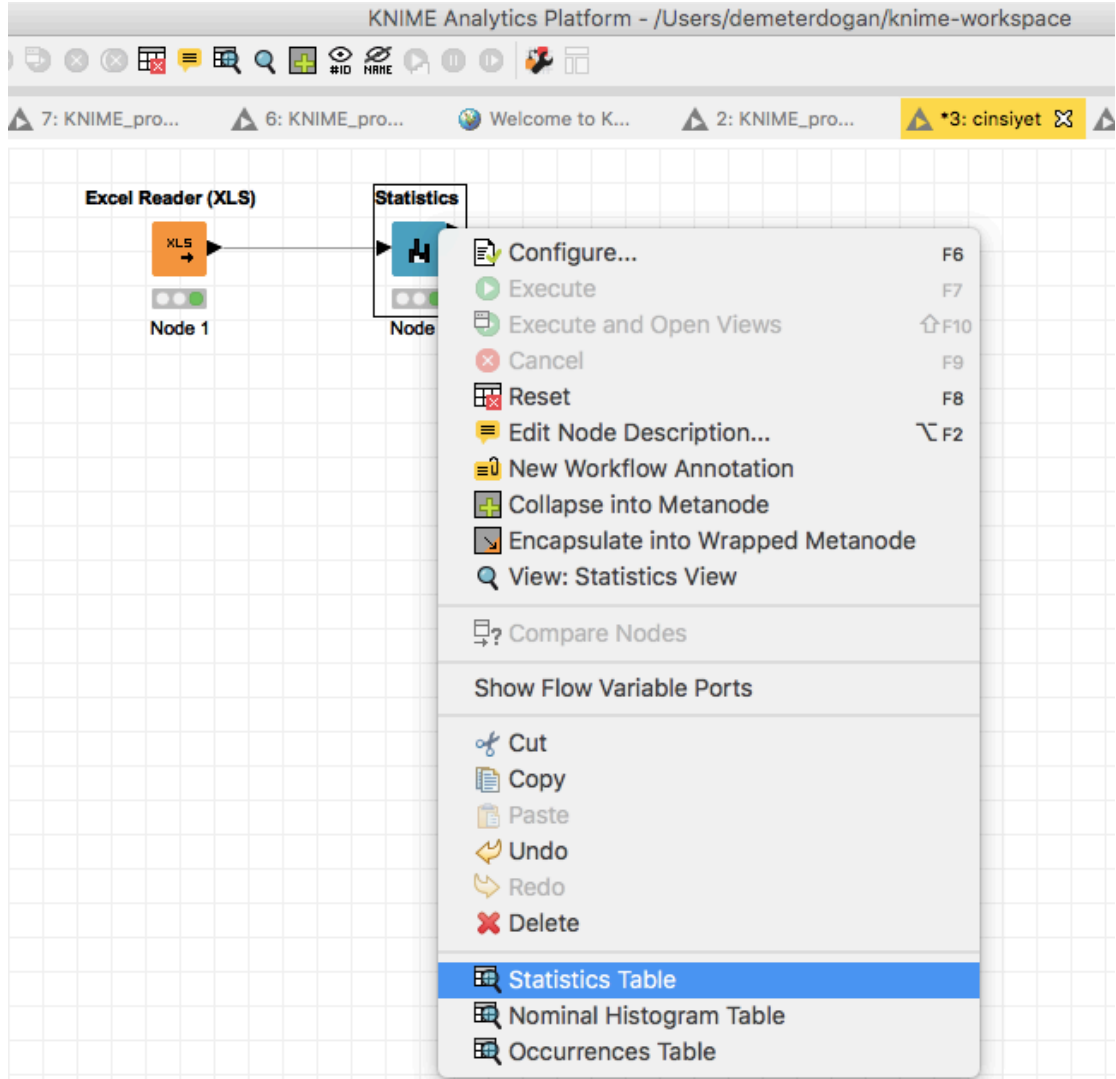 KNIME Analytics Platform - /Users/demeterdogan/knime-workspace
#ID NAME
7: KNIME_pro... 6: KNIME_pro... Welcome to K... 2: KNIME_pro... *3: cinsiyet
Excel Reader (XLS) Statistics
XLS
Node 1 Node
Configure... F6
Execute F7
Execute and Open Views ⇧F10
Cancel F9
Reset F8
Edit Node Description... ⌥F2
New Workflow Annotation
Collapse into Metanode
Encapsulate into Wrapped Metanode
View: Statistics View
Compare Nodes
Show Flow Variable Ports
Cut
Copy
Paste
Undo
Redo
Delete
Statistics Table
Nominal Histogram Table
Occurrences Table